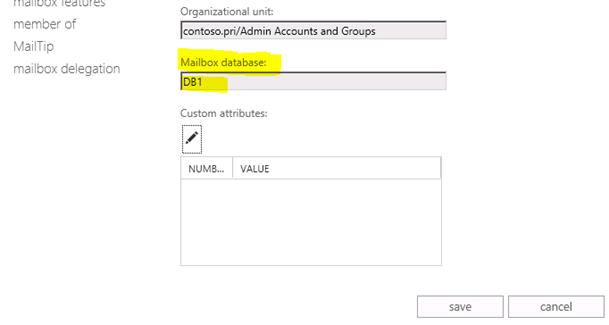 mailbox features
member of
MailTip
mailbox delegation
Organizational unit:
contoso.pri/Admin Accounts and Groups
Mailbox database:
DB1
Custom attributes:
NUMB... VALUE
save cancel